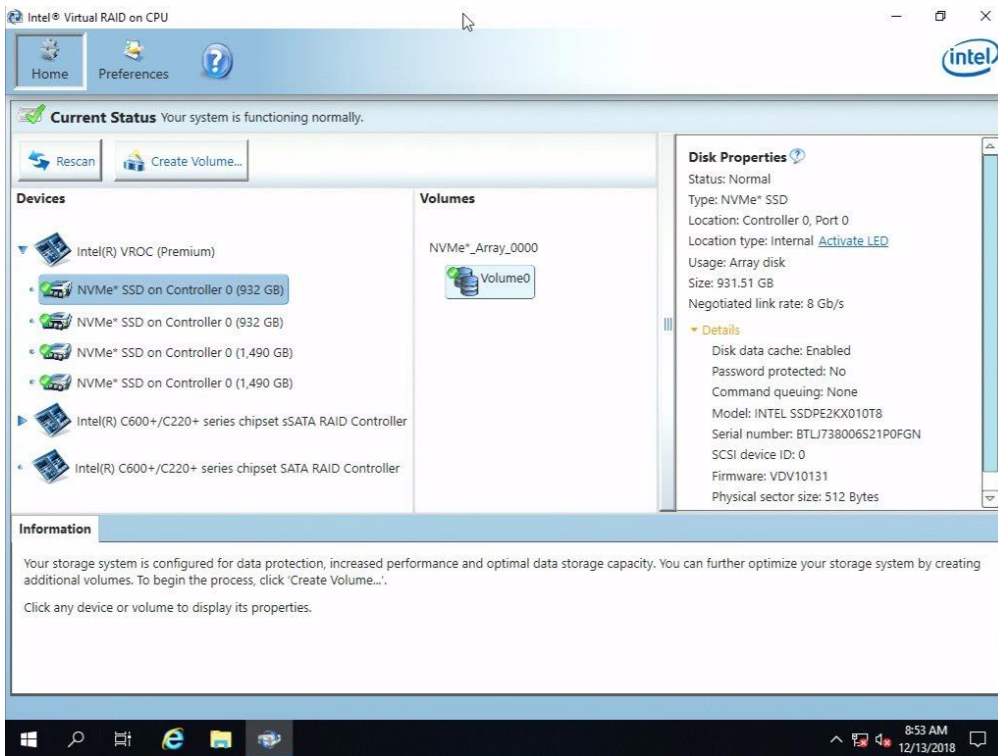 Intel® Virtual RAID on CPU
Home
Preferences
?
intel
Current Status Your system is functioning normally.
Rescan
Create Volume...
Devices
Intel(R) VROC (Premium)
NVMe* SSD on Controller 0 (932 GB)
NVMe* SSD on Controller 0 (932 GB)
NVMe* SSD on Controller 0 (1,490 GB)
NVMe* SSD on Controller 0 (1,490 GB)
Intel(R) C600+/C220+ series chipset sSATA RAID Controller
Intel(R) C600+/C220+ series chipset SATA RAID Controller
Volumes
NVMe*_Array_0000
Volume0
Disk Properties ?
Status: Normal
Type: NVMe* SSD
Location: Controller 0, Port 0
Location type: Internal Activate LED
Usage: Array disk
Size: 931.51 GB
Negotiated link rate: 8 Gb/s
Details
Disk data cache: Enabled
Password protected: No
Command queuing: None
Model: INTEL SSDPE2KX010T8
Serial number: BTLJ738006S21P0FGN
SCSI device ID: 0
Firmware: VDV10131
Physical sector size: 512 Bytes
Information
Your storage system is configured for data protection, increased performance and optimal data storage capacity. You can further optimize your storage system by creating
additional volumes. To begin the process, click 'Create Volume...'.
Click any device or volume to display its properties.
8:53 AM
12/13/2018